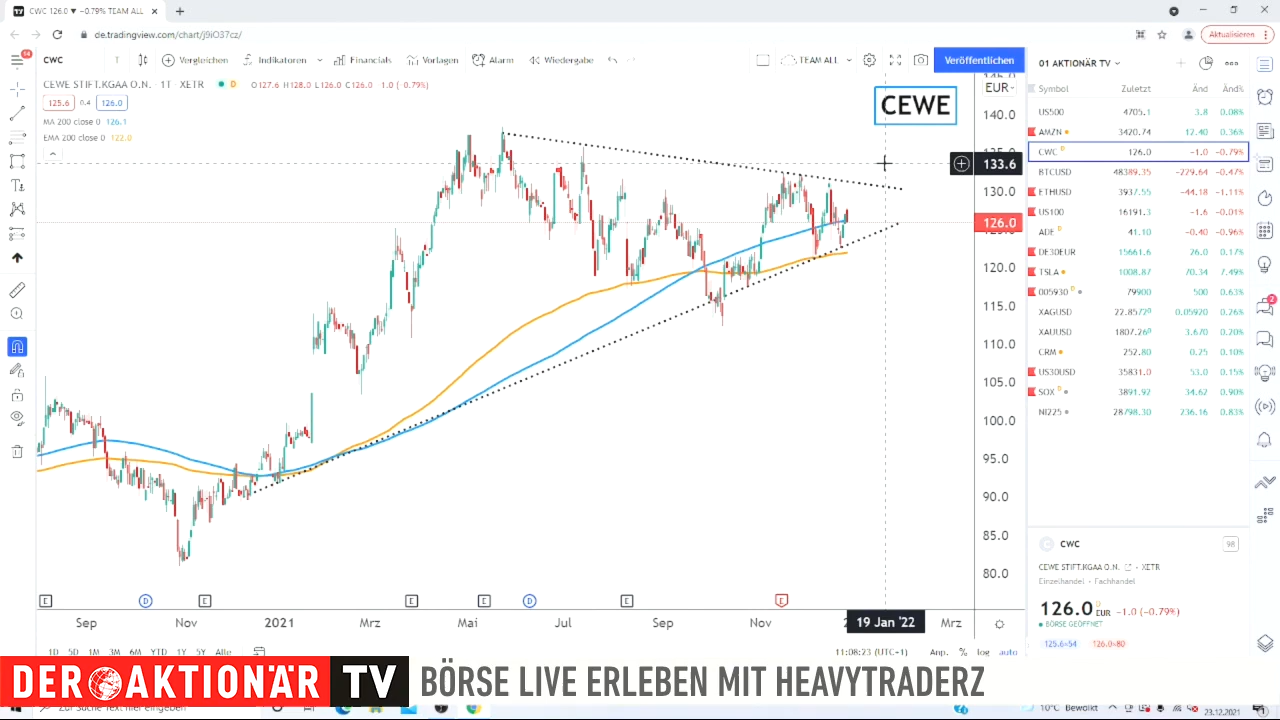 CWC 126.0 ▼ −0.79% TEAM ALL
de.tradingview.com/chart/j9iO37cz/
Aktualisieren
CWC
Vergleichen
Indikatoren
Financials
Vorlagen
Alarm
Wiedergabe
TEAM ALL
Veröffentlichen
CEWE STIFT.KGAA O.N. · 1T · XETR
D
O127.6
L126.0 C126.0 −1.0 (−0.79%)
125.6 0.4 126.0
MA 200 close 0 126.1
EMA 200 close 0 122.0
CEWE
EUR
140.0
133.6
130.0
126.0
120.0
115.0
110.0
105.0
100.0
95.0
90.0
85.0
80.0
E D E E E D E E
Sep Nov 2021 Mrz Mai Jul Sep Nov 19 Jan '22 Mrz
1D 5D 1M 3M 6M YTD 1Y 5Y Alle
11:08:23 (UTC+1) Anp. % log auto
01 AKTIONÄR TV
Symbol Zuletzt Änd Änd%
US500 4705.1 3.8 0.08%
AMZN 3420.74 12.40 0.36%
CWC D 126.0 −1.0 −0.79%
BTCUSD 48389.35 −229.64 −0.47%
ETHUSD 3937.55 −44.18 −1.11%
US100 16191.3 −1.6 −0.01%
ADE D 41.10 −0.40 −0.96%
DE30EUR 15661.6 26.0 0.17%
TSLA 1008.87 70.34 7.49%
005930 D 79900 500 0.63%
XAGUSD 22.8572⁰ 0.05920 0.26%
XAUUSD 1807.26⁰ 3.670 0.20%
CRM 252.80 0.25 0.10%
US30USD 35831.0 53.0 0.15%
SOX D 3891.92 34.62 0.90%
NI225 28798.30 236.16 0.83%
CWC
98
CEWE STIFT.KGAA O.N. · XETR
Einzelhandel · Fachhandel
126.0 D EUR −1.0 (−0.79%)
BÖRSE GEÖFFNET
125.6×54 126.0×80
DER AKTIONÄR TV
BÖRSE LIVE ERLEBEN MIT HEAVYTRADERZ
Zur Suche Text hier eingeben
10°C Bewölkt
23.12.2021